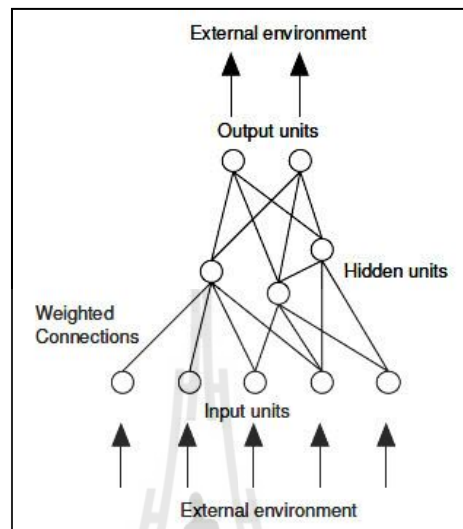 External environment
Output units
Hidden units
Weighted
Connections
Input units
External environment